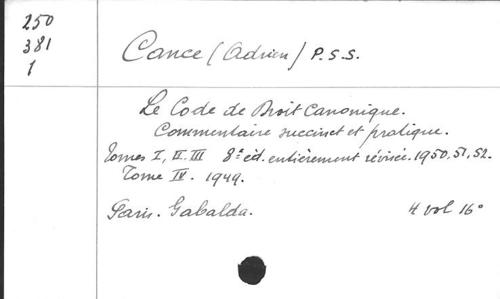 250
381
1
Cance (Adrien) P.S.S.
Le Code de Droit Canonique.
Commentaire succinct et pratique.
Tomes I, II. III 8e éd. entièrement révisée. 1950, 51, 52.
Tome IV. 1949.
Paris. Gabalda. 4 vol 16°